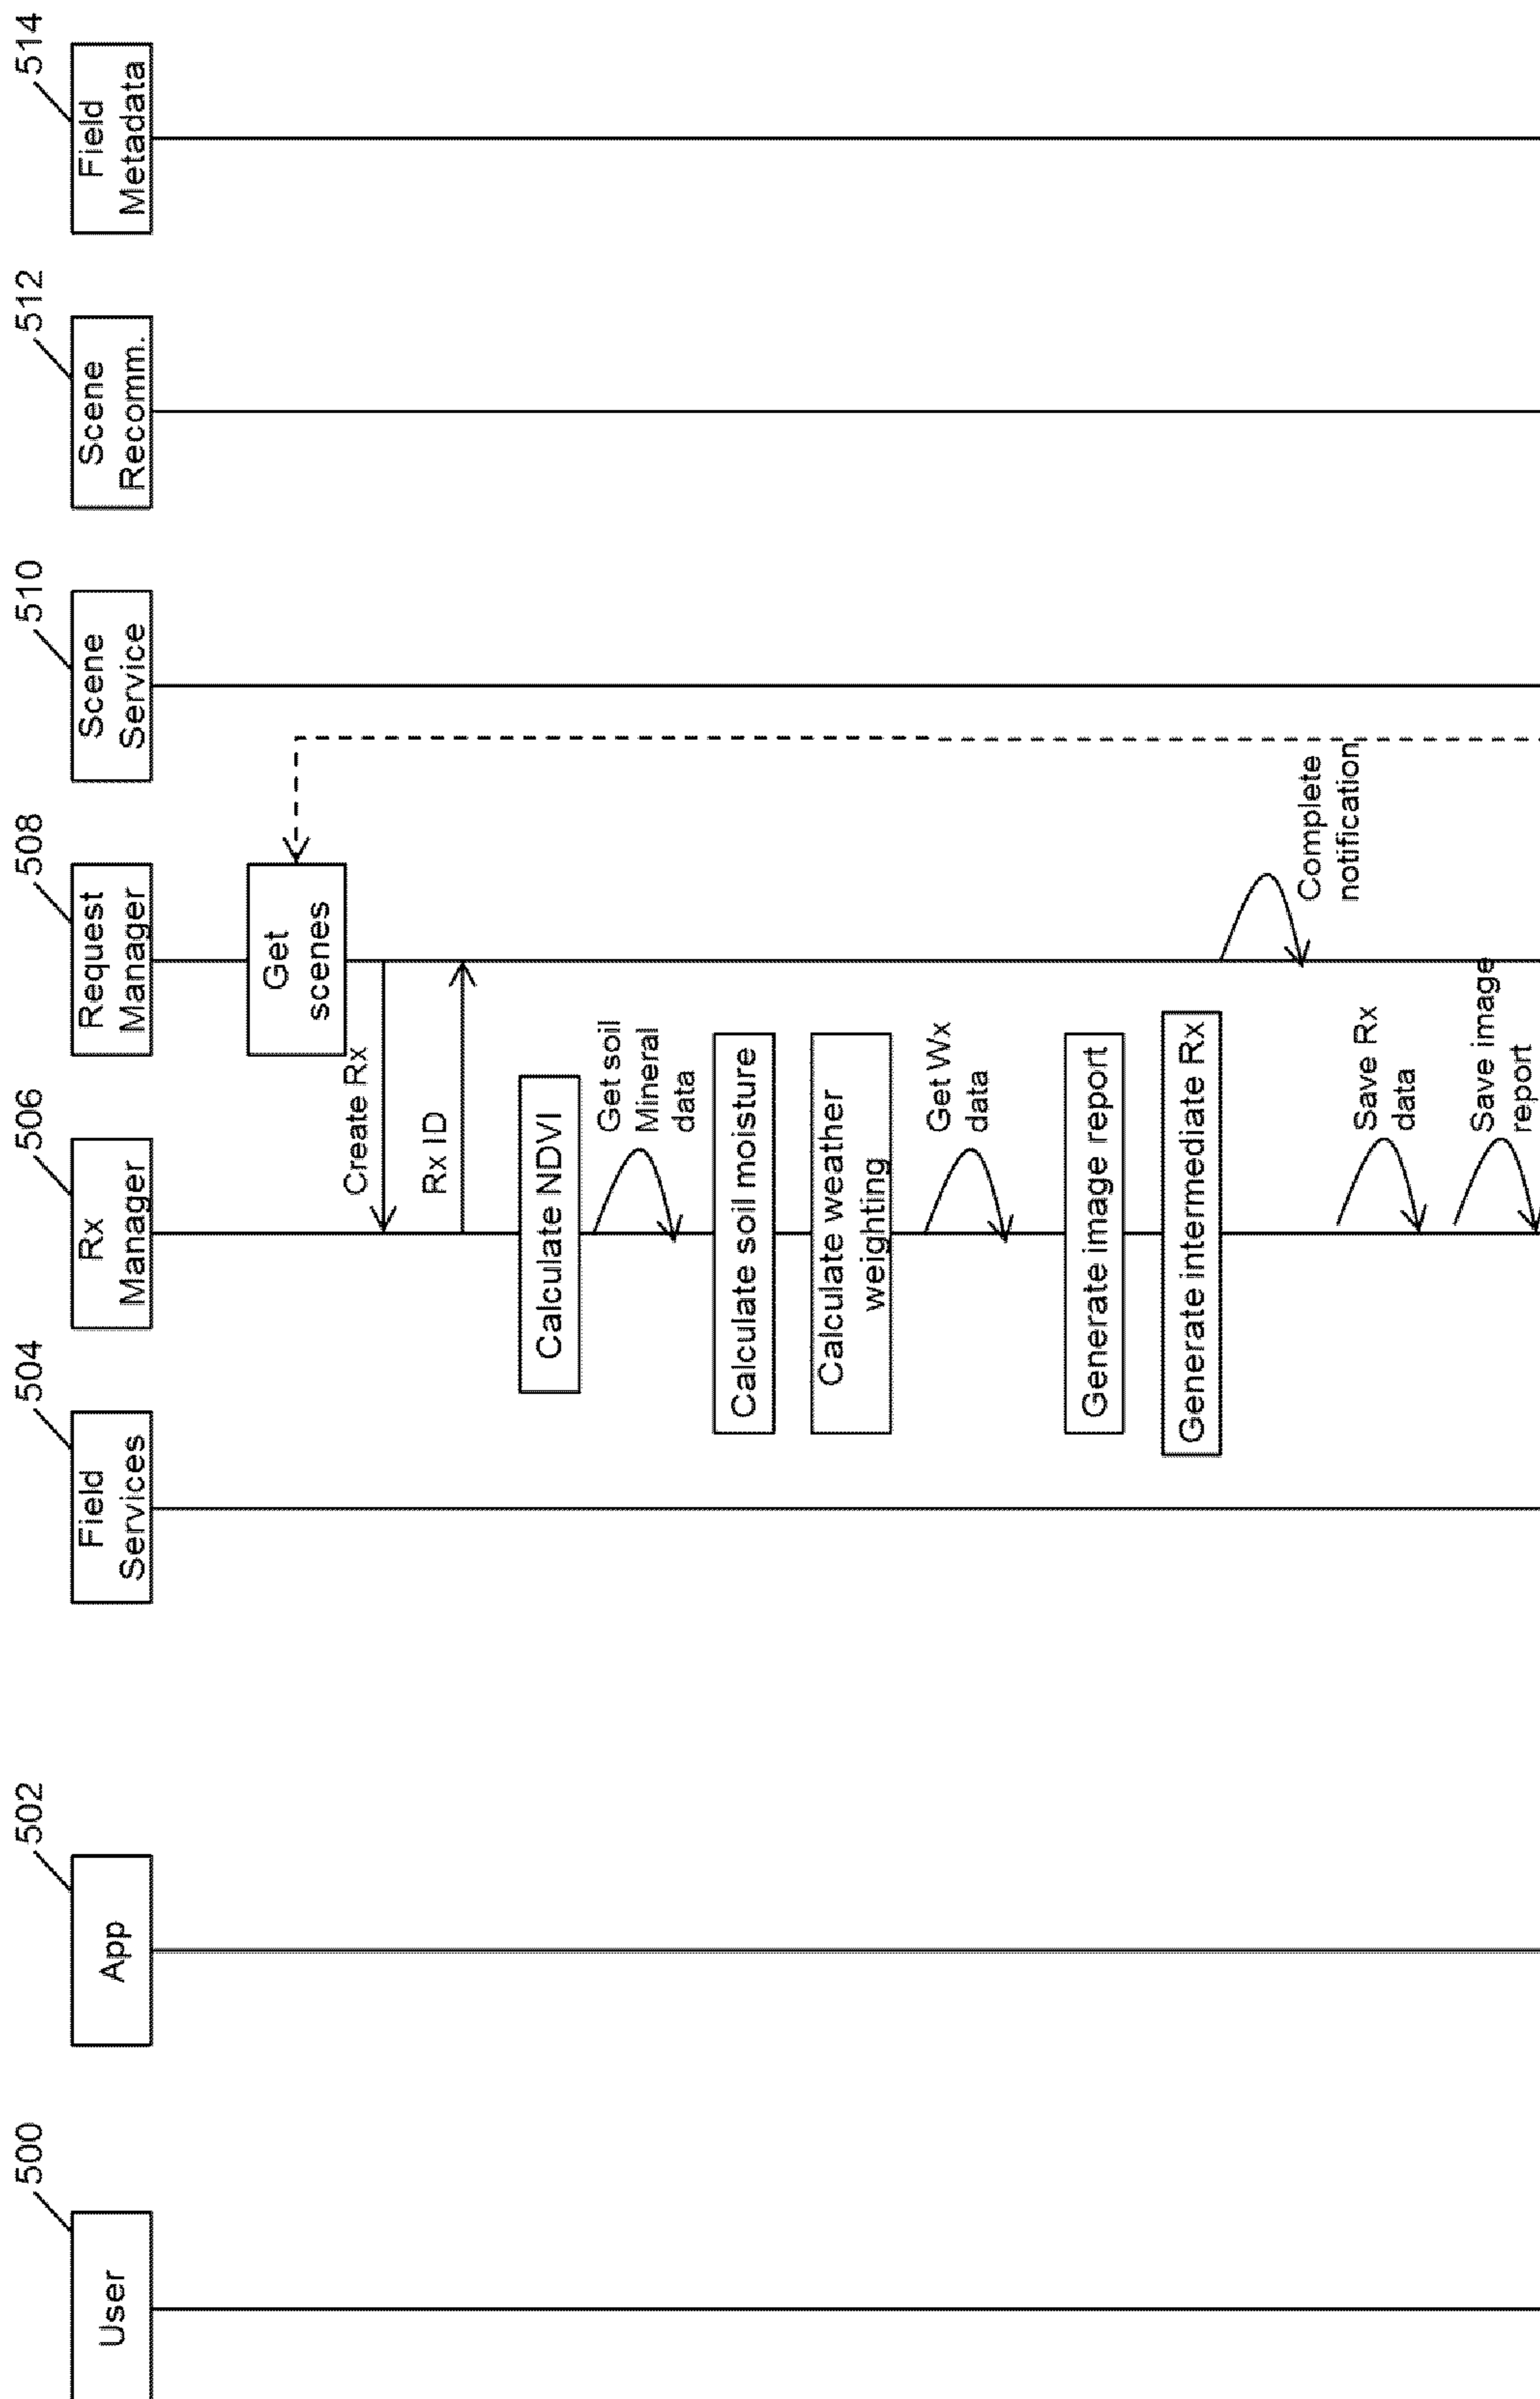 500
User
502
App
504
Field
Services
506
Rx
Manager
508
Request
Manager
510
Scene
Service
512
Scene
Recomm.
514
Field
Metadata
Get
scenes
Create Rx
Rx ID
Calculate NDVI
Get soil
Mineral
data
Calculate soil moisture
Calculate weather
weighting
Get Wx
data
Generate image report
Generate intermediate Rx
Complete
notification
Save Rx
data
Save image
report